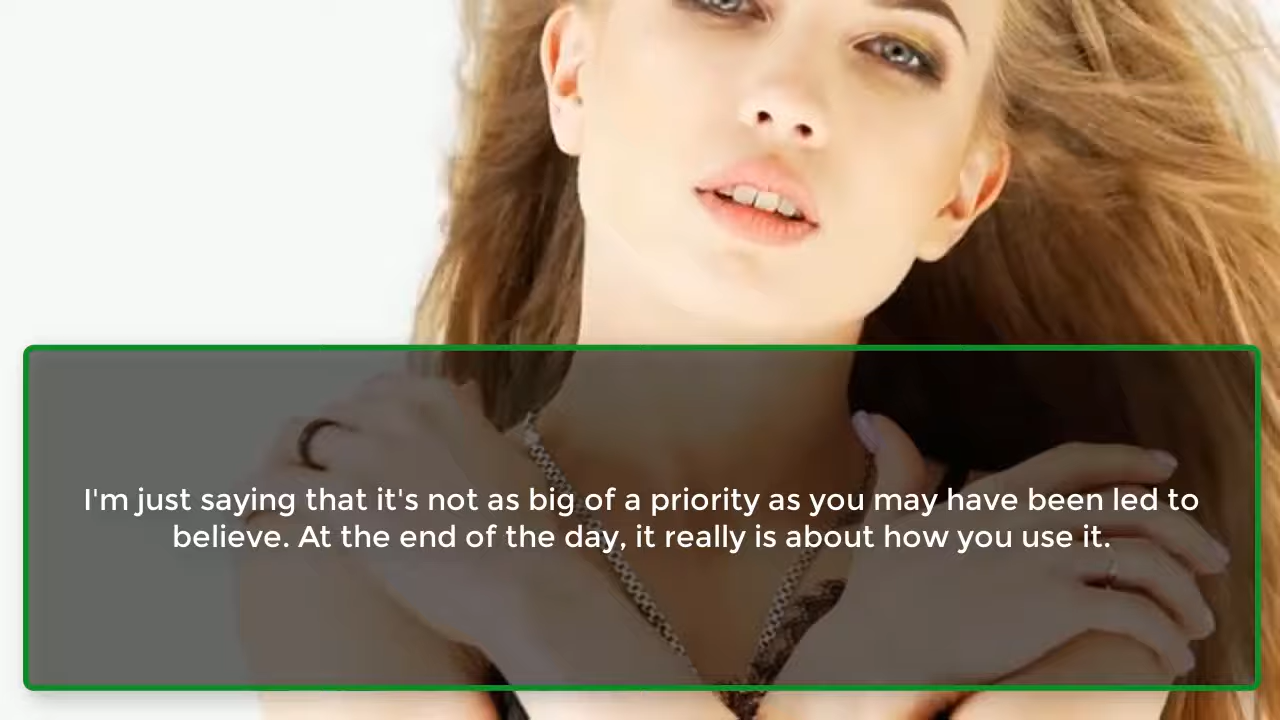 I'm just saying that it's not as big of a priority as you may have been led to
believe. At the end of the day, it really is about how you use it.